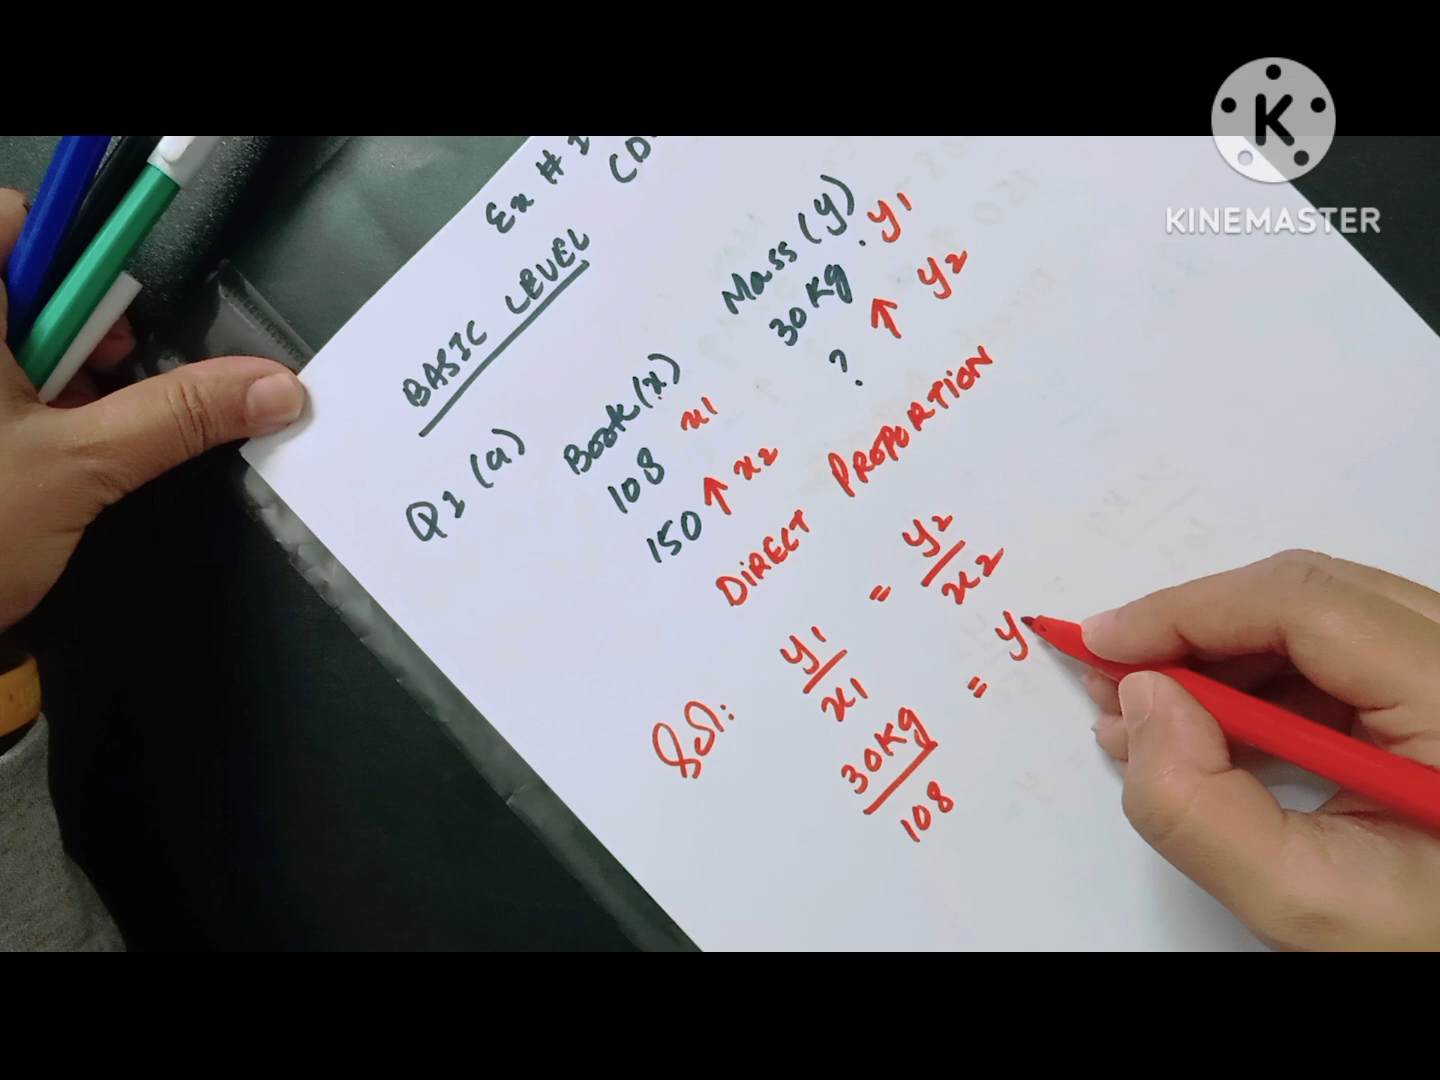 KINEMASTER
Ex #
BASIC LEVEL
Q1 (a) Book(x) Mass (y)
108 x1 30 Kg . y1
150 ↑ x2 ? ↑ y2
DIRECT PROPORTION
Sol: y1/x1 = y2/x2
30Kg/108 = y